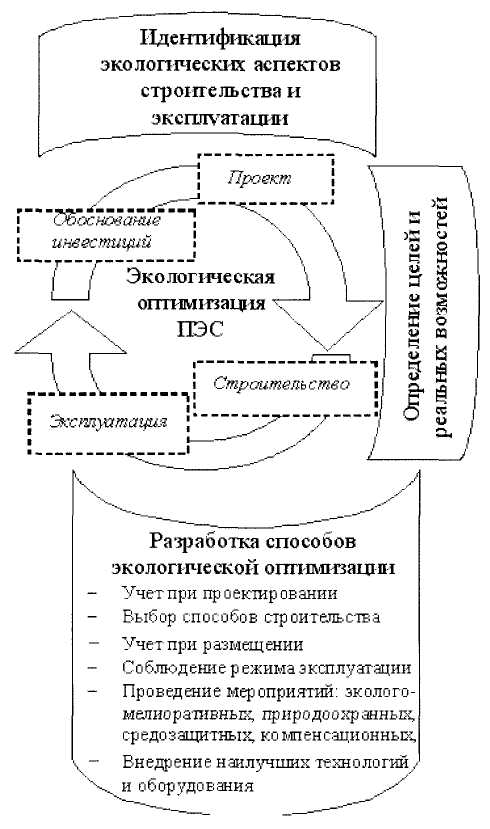 Идентификация
экологических аспектов
строительства и
эксплуатации
Проект
Обоснование
инвестиций
Экологическая
оптимизация
ПЭС
Определение целей и
реальных возможностей
Строительство
Эксплуатация
Разработка способов
экологической оптимизации
– Учет при проектировании
– Выбор способов строительства
– Учет при размещении
– Соблюдение режима эксплуатации
– Проведение мероприятий: эколого-
мелиоративных, природоохранных,
средозащитных, компенсационных,
– Внедрение наилучших технологий
и оборудования